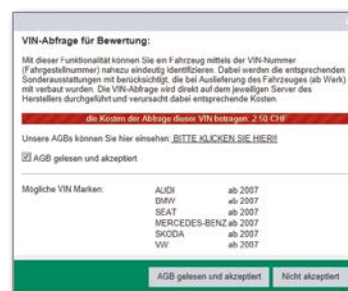 VIN-Abfrage für Bewertung:
Mit dieser Funktionalität können Sie ein Fahrzeug mittels der VIN-Nummer
(Fahrgestellnummer) nahezu eindeutig identifizieren. Dabei werden die entsprechenden
Sonderausstattungen mit berücksichtigt, die bei Auslieferung des Fahrzeuges (ab Werk)
mit verbaut wurden. Die VIN-Abfrage wird direkt auf dem jeweiligen Server des
Herstellers durchgeführt und verursacht dabei entsprechende Kosten.
die Kosten der Abfrage dieser VIN betragen: 2.50 CHF
Unsere AGBs können Sie hier einsehen: BITTE KLICKEN SIE HIER!!
AGB gelesen und akzeptiert
Mögliche VIN Marken: AUDI ab 2007
BMW ab 2007
SEAT ab 2007
MERCEDES-BENZ ab 2007
SKODA ab 2007
VW ab 2007
AGB gelesen und akzeptiert Nicht akzeptiert